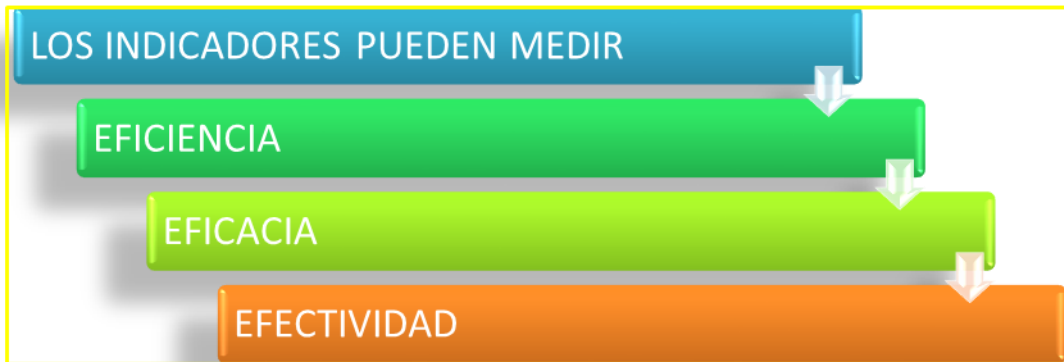 LOS INDICADORES PUEDEN MEDIR
EFICIENCIA
EFICACIA
EFECTIVIDAD